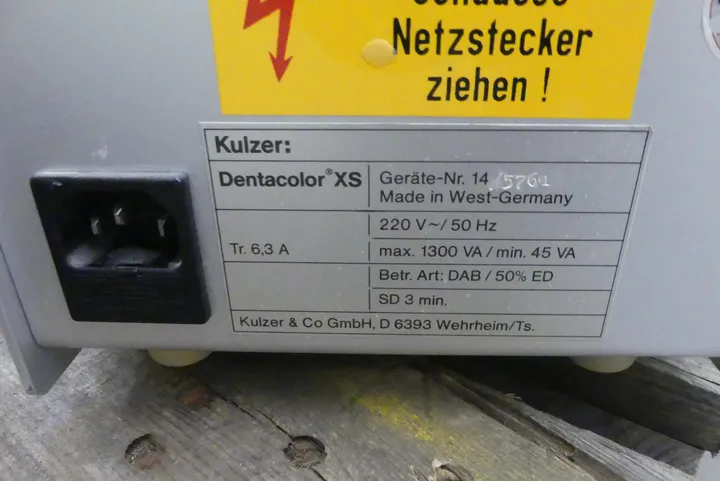 Netzstecker
ziehen !
Kulzer:
Dentacolor® XS
Geräte-Nr. 14 15761
Made in West-Germany
220 V~/ 50 Hz
Tr. 6,3 A
max. 1300 VA / min. 45 VA
Betr. Art: DAB / 50% ED
SD 3 min.
Kulzer & Co GmbH, D 6393 Wehrheim/Ts.